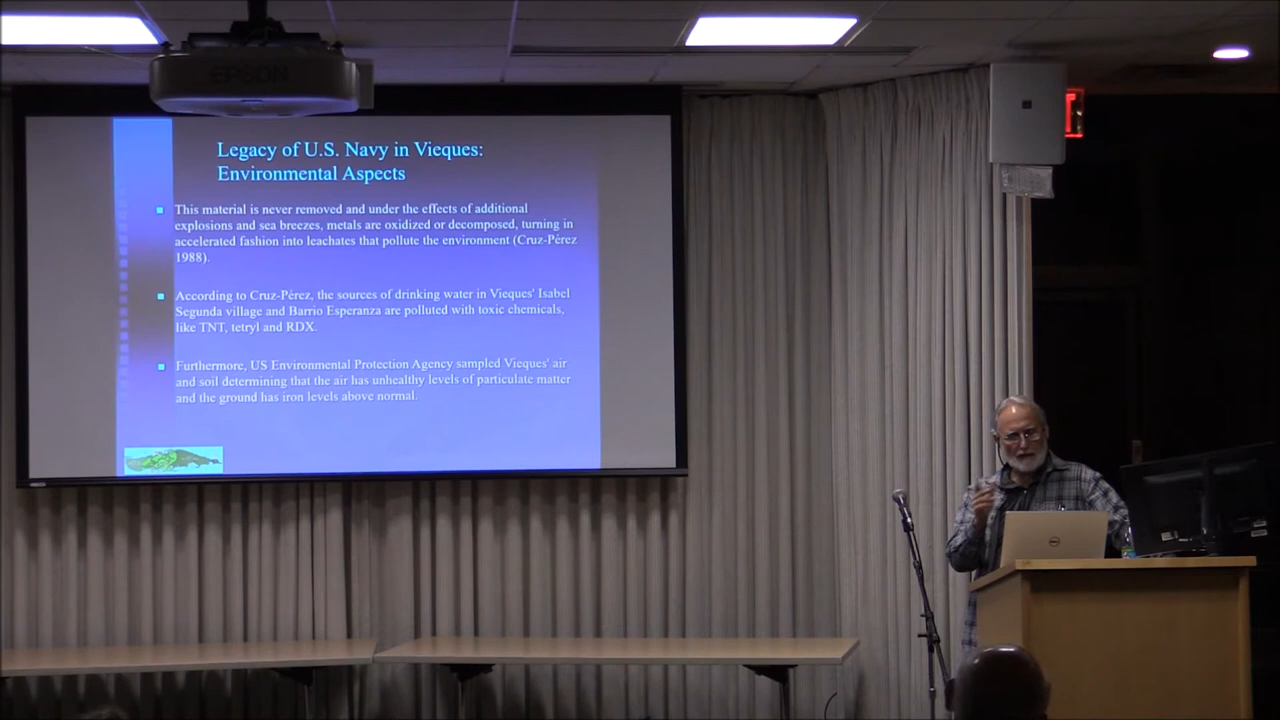 EPSON
Legacy of U.S. Navy in Vieques:
Environmental Aspects
This material is never removed and under the effects of additional
explosions and sea breezes, metals are oxidized or decomposed, turning in
accelerated fashion into leachates that pollute the environment (Cruz-Pérez
1988).
According to Cruz-Pérez, the sources of drinking water in Vieques' Isabel
Segunda village and Barrio Esperanza are polluted with toxic chemicals,
like TNT, tetryl and RDX.
Furthermore, US Environmental Protection Agency sampled Vieques' air
and soil determining that the air has unhealthy levels of particulate matter
and the ground has iron levels above normal.
DELL